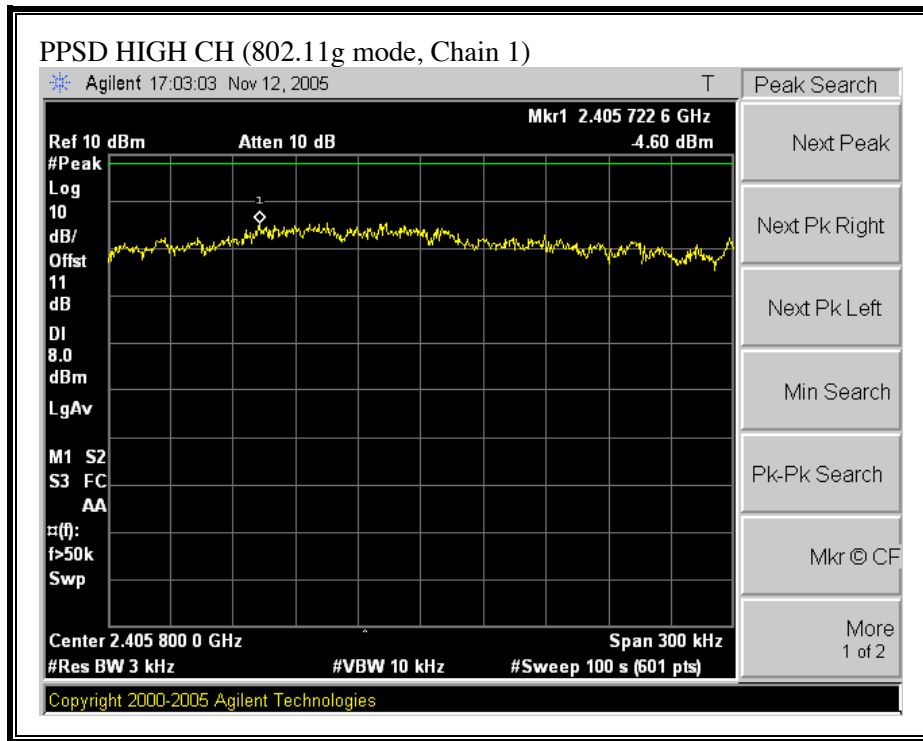 PPSD HIGH CH (802.11g mode, Chain 1)
Agilent 17:03:03 Nov 12, 2005 T
Peak Search
Mkr1 2.405 722 6 GHz
Ref 10 dBm Atten 10 dB -4.60 dBm
#Peak
Log
10
dB/
Offst
11
dB
DI
8.0
dBm
LgAv
M1 S2
S3 FC
AA
¤(f):
f>50k
Swp
1
Center 2.405 800 0 GHz Span 300 kHz
#Res BW 3 kHz #VBW 10 kHz #Sweep 100 s (601 pts)
Copyright 2000-2005 Agilent Technologies
Next Peak
Next Pk Right
Next Pk Left
Min Search
Pk-Pk Search
Mkr © CF
More
1 of 2